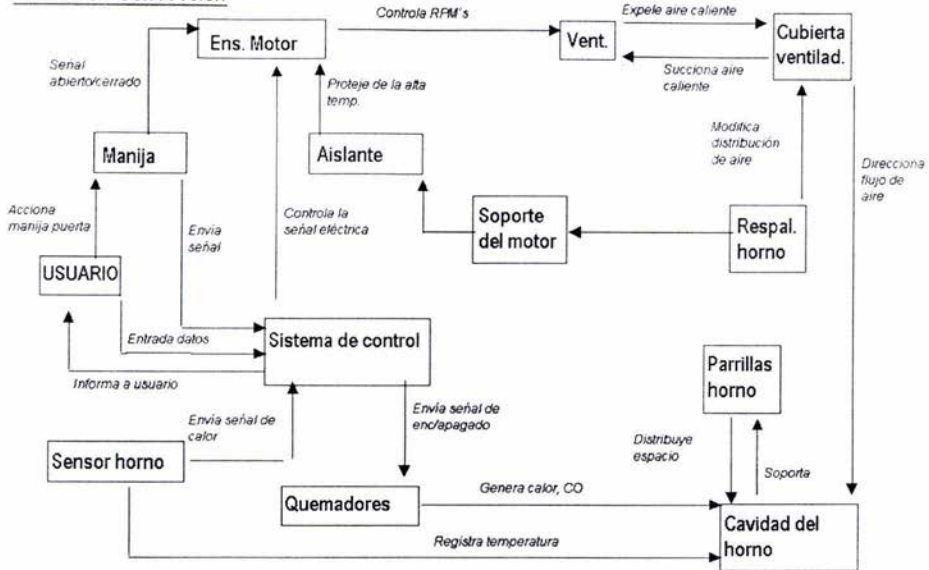 Controla RPM´s
Expele aire caliente
Ens. Motor
Vent.
Cubierta
ventilad.
Señal
abierto/cerrado
Succiona aire
caliente
Proteje de la alta
temp.
Manija
Aislante
Modifica
distribución
de aire
Direcciona
flujo de
aire
Acciona
manija puerta
Envía
señal
Controla la
señal eléctrica
Soporte
del motor
Respal.
horno
USUARIO
Entrada datos
Sistema de control
Informa a usuario
Parrillas
horno
Envía señal de
calor
Envía señal de
enc/apagado
Distribuye
espacio
Soporta
Sensor horno
Quemadores
Genera calor, CO
Cavidad del
horno
Registra temperatura